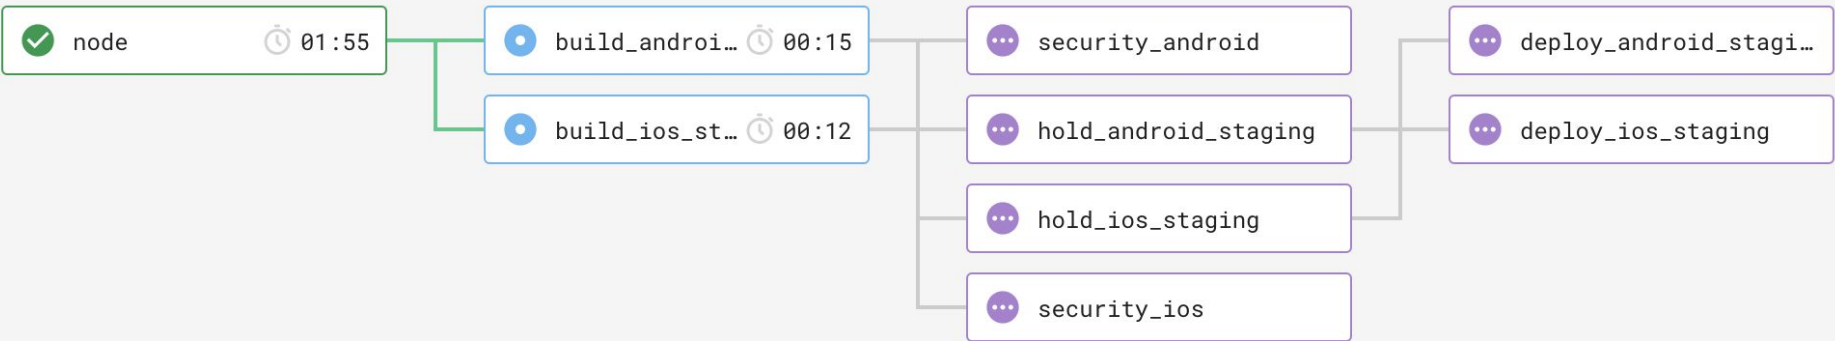 node 01:55
build_androi… 00:15
build_ios_st… 00:12
security_android
hold_android_staging
hold_ios_staging
security_ios
deploy_android_stagi…
deploy_ios_staging